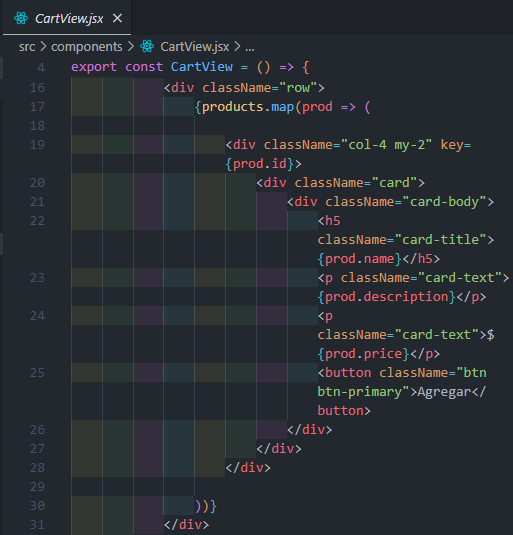 CartView.jsx ×
src > components > CartView.jsx > ...
4 export const CartView = () => {
16 <div className="row">
17 {products.map(prod => (
18
19 <div className="col-4 my-2" key=
{prod.id}>
20 <div className="card">
21 <div className="card-body">
22 <h5
className="card-title">
{prod.name}</h5>
23 <p className="card-text">
{prod.description}</p>
24 <p
className="card-text">$
{prod.price}</p>
25 <button className="btn
btn-primary">Agregar</
button>
26 </div>
27 </div>
28 </div>
29
30 ))}
31 </div>